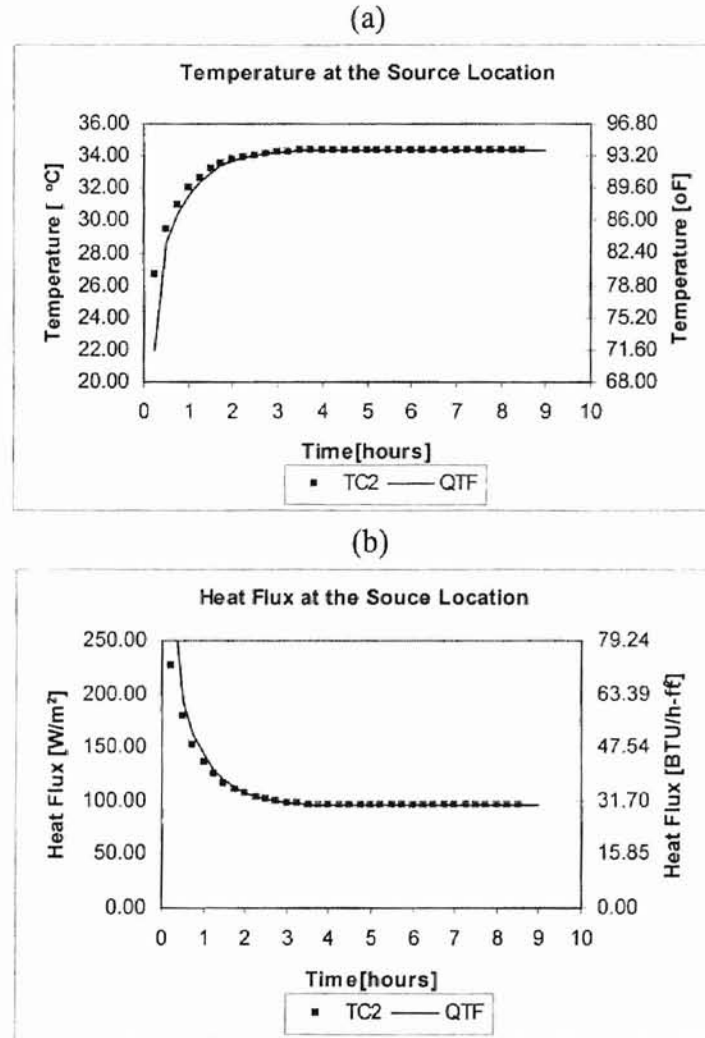 (a)
Temperature at the Source Location
36.00
34.00
32.00
30.00
28.00
26.00
24.00
22.00
20.00
Temperature [ °C]
96.80
93.20
89.60
86.00
82.40
78.80
75.20
71.60
68.00
Temperature [oF]
0 1 2 3 4 5 6 7 8 9 10
Time[hours]
TC2 QTF
(b)
Heat Flux at the Souce Location
250.00
200.00
150.00
100.00
50.00
0.00
Heat Flux [W/m²]
79.24
63.39
47.54
31.70
15.85
0.00
Heat Flux [BTU/h-ft²]
0 1 2 3 4 5 6 7 8 9 10
Time[hours]
TC2 QTF